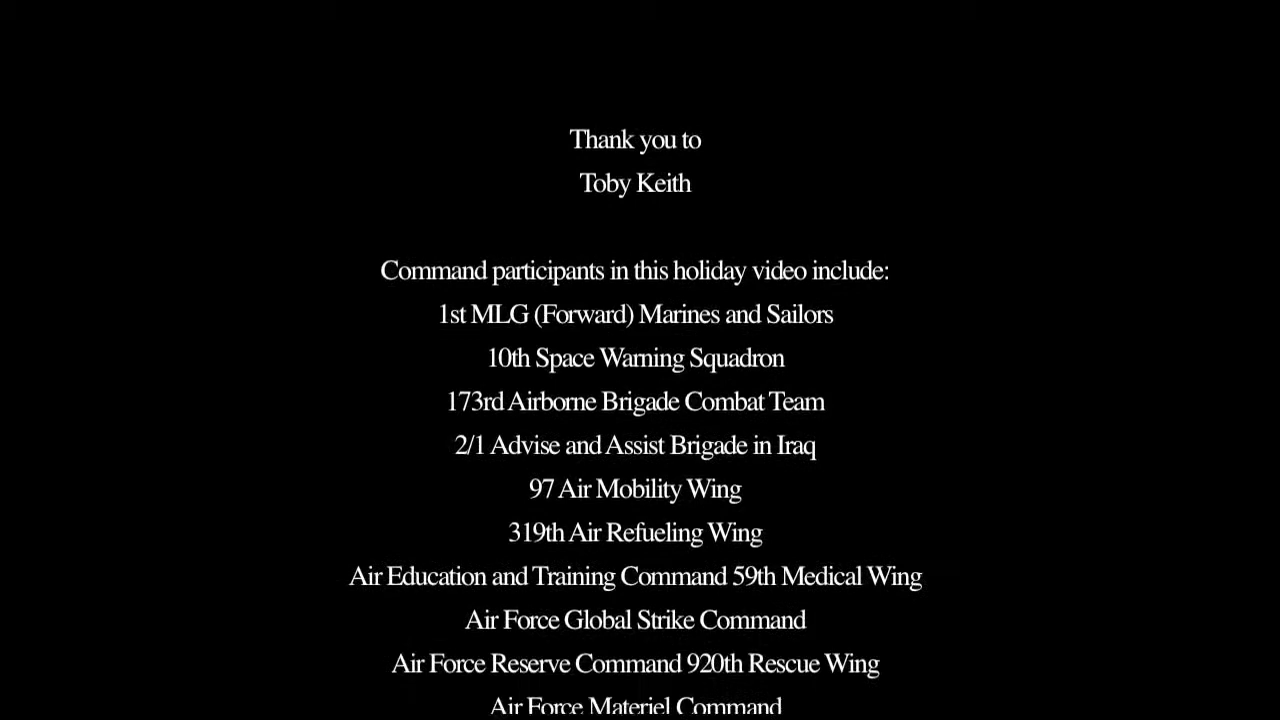 Thank you to
Toby Keith
Command participants in this holiday video include:
1st MLG (Forward) Marines and Sailors
10th Space Warning Squadron
173rd Airborne Brigade Combat Team
2/1 Advise and Assist Brigade in Iraq
97 Air Mobility Wing
319th Air Refueling Wing
Air Education and Training Command 59th Medical Wing
Air Force Global Strike Command
Air Force Reserve Command 920th Rescue Wing
Air Force Materiel Command